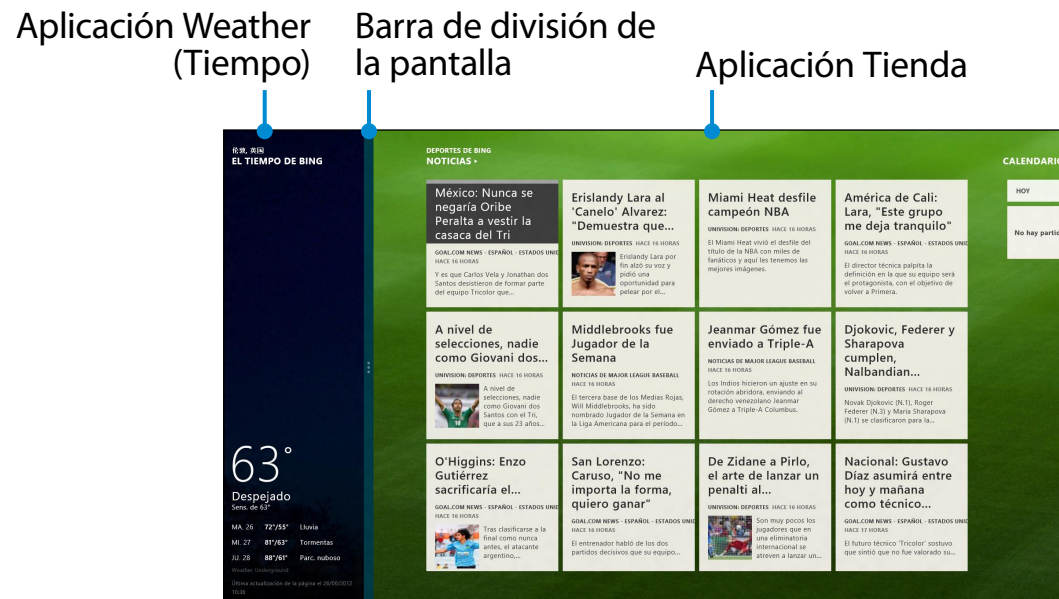 Aplicación Weather
(Tiempo)
Barra de división de
la pantalla
Aplicación Tienda
伦敦, 英国
EL TIEMPO DE BING
63°
Despejado
Sens. de 63°
MA. 26 72°/55° Lluvia
MI. 27 81°/63° Tormentas
JU. 28 88°/61° Parc. nuboso
Weather Underground
Última actualización de la página el 26/06/2012
10:36
DEPORTES DE BING
NOTICIAS
México: Nunca se
negaría Oribe
Peralta a vestir la
casaca del Tri
GOAL.COM NEWS - ESPAÑOL - ESTADOS UNID
HACE 16 HORAS
Y es que Carlos Vela y Jonathan dos
Santos desistieron de formar parte
del equipo Tricolor que...
Erislandy Lara al
'Canelo' Alvarez:
"Demuestra que...
UNIVISION: DEPORTES HACE 16 HORAS
Erislandy Lara por
fin alzó su voz y
pidió una
oportunidad para
pelear por el...
Miami Heat desfile
campeón NBA
UNIVISION: DEPORTES HACE 16 HORAS
El Miami Heat vivió el desfile del
título de la NBA con miles de
fanáticos y aquí les tenemos las
mejores imágenes.
América de Cali:
Lara, "Este grupo
me deja tranquilo"
GOAL.COM NEWS - ESPAÑOL - ESTADOS UNID
HACE 16 HORAS
El director técnica palpita la
definición en la que su equipo será
el protagonista, con el objetivo de
volver a Primera.
A nivel de
selecciones, nadie
como Giovani dos...
UNIVISION: DEPORTES HACE 16 HORAS
A nivel de
selecciones, nadie
como Giovani dos
Santos con el Tri,
que a sus 23 años...
Middlebrooks fue
Jugador de la
Semana
NOTICIAS DE MAJOR LEAGUE BASEBALL
HACE 16 HORAS
El tercera base de los Medias Rojas,
Will Middlebrooks, ha sido
nombrado Jugador de la Semana en
la Liga Americana para el período...
Jeanmar Gómez fue
enviado a Triple-A
NOTICIAS DE MAJOR LEAGUE BASEBALL
HACE 16 HORAS
Los Indios hicieron un ajuste en su
rotación abridora, enviando al
derecho venezolano Jeanmar
Gómez a Triple-A Columbus.
Djokovic, Federer y
Sharapova
cumplen,
Nalbandian...
UNIVISION: DEPORTES HACE 16 HORAS
Novak Djokovic (N.1), Roger
Federer (N.3) y Maria Sharapova
(N.1) se clasificaron para la...
O'Higgins: Enzo
Gutiérrez
sacrificaría el...
GOAL.COM NEWS - ESPAÑOL - ESTADOS UNID
HACE 16 HORAS
Tras clasificarse a la
final como nunca
antes, el atacante
argentino,...
San Lorenzo:
Caruso, "No me
importa la forma,
quiero ganar"
GOAL.COM NEWS - ESPAÑOL - ESTADOS UNID
HACE 16 HORAS
El entrenador habló de los dos
partidos decisivos que su equipo...
De Zidane a Pirlo,
el arte de lanzar un
penalti al...
UNIVISION: DEPORTES HACE 16 HORAS
Son muy pocos los
jugadores que en
una eliminatoria
internacional se
atreven a lanzar un...
Nacional: Gustavo
Díaz asumirá entre
hoy y mañana
como técnico...
GOAL.COM NEWS - ESPAÑOL - ESTADOS UNID
HACE 17 HORAS
El futuro técnico 'Tricolor' sostuvo
que sintió que no fue valorado su...
CALENDARIO
HOY
No hay partid